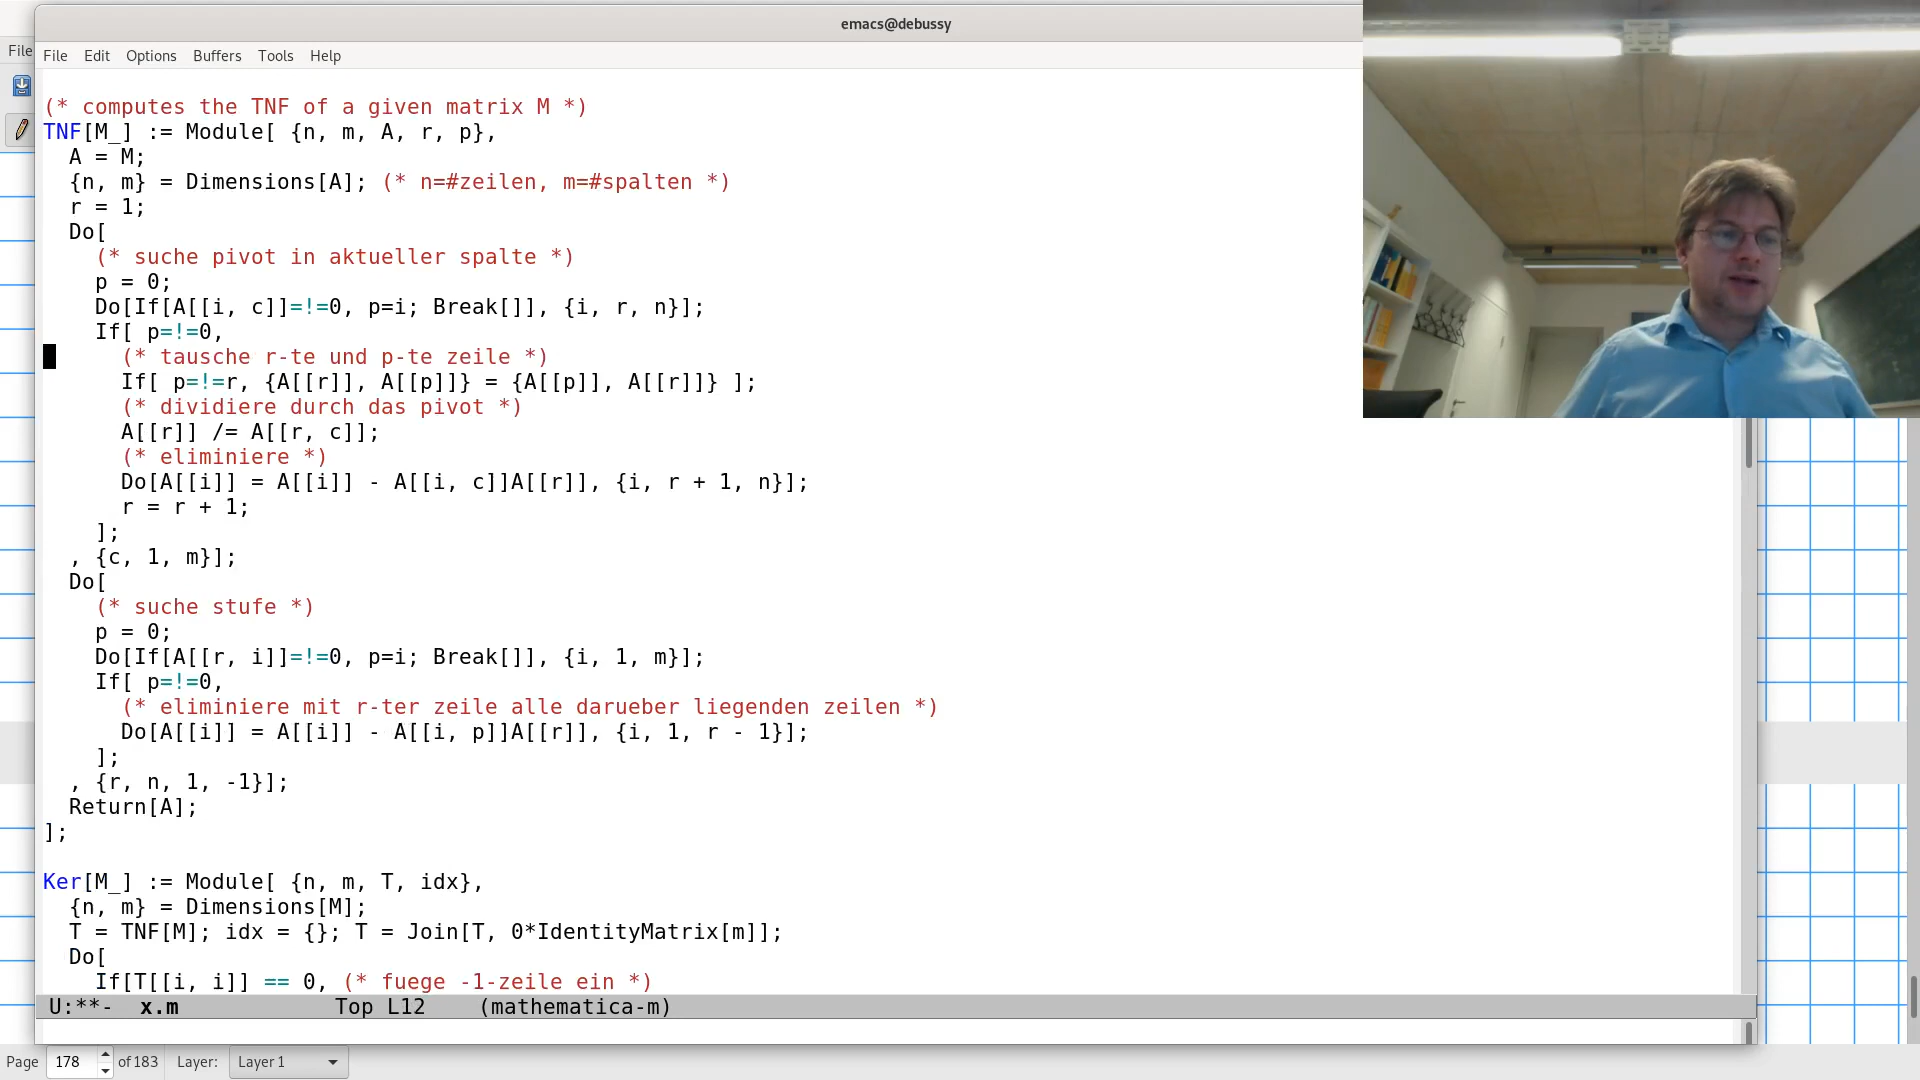 emacs@debussy
File
File Edit Options Buffers Tools Help
(* computes the TNF of a given matrix M *)
TNF[M_] := Module[ {n, m, A, r, p},
A = M;
{n, m} = Dimensions[A]; (* n=#zeilen, m=#spalten *)
r = 1;
Do[
(* suche pivot in aktueller spalte *)
p = 0;
Do[If[A[[i, c]]=!=0, p=i; Break[]], {i, r, n}];
If[ p=!=0,
(* tausche r-te und p-te zeile *)
If[ p=!=r, {A[[r]], A[[p]]} = {A[[p]], A[[r]]} ];
(* dividiere durch das pivot *)
A[[r]] /= A[[r, c]];
(* eliminiere *)
Do[A[[i]] = A[[i]] - A[[i, c]]A[[r]], {i, r + 1, n}];
r = r + 1;
];
, {c, 1, m}];
Do[
(* suche stufe *)
p = 0;
Do[If[A[[r, i]]=!=0, p=i; Break[]], {i, 1, m}];
If[ p=!=0,
(* eliminiere mit r-ter zeile alle darueber liegenden zeilen *)
Do[A[[i]] = A[[i]] - A[[i, p]]A[[r]], {i, 1, r - 1}];
];
, {r, n, 1, -1}];
Return[A];
];
Ker[M_] := Module[ {n, m, T, idx},
{n, m} = Dimensions[M];
T = TNF[M]; idx = {}; T = Join[T, 0*IdentityMatrix[m]];
Do[
If[T[[i, i]] == 0, (* fuege -1-zeile ein *)
U:**- x.m Top L12 (mathematica-m)
Page 178 of 183 Layer: Layer 1